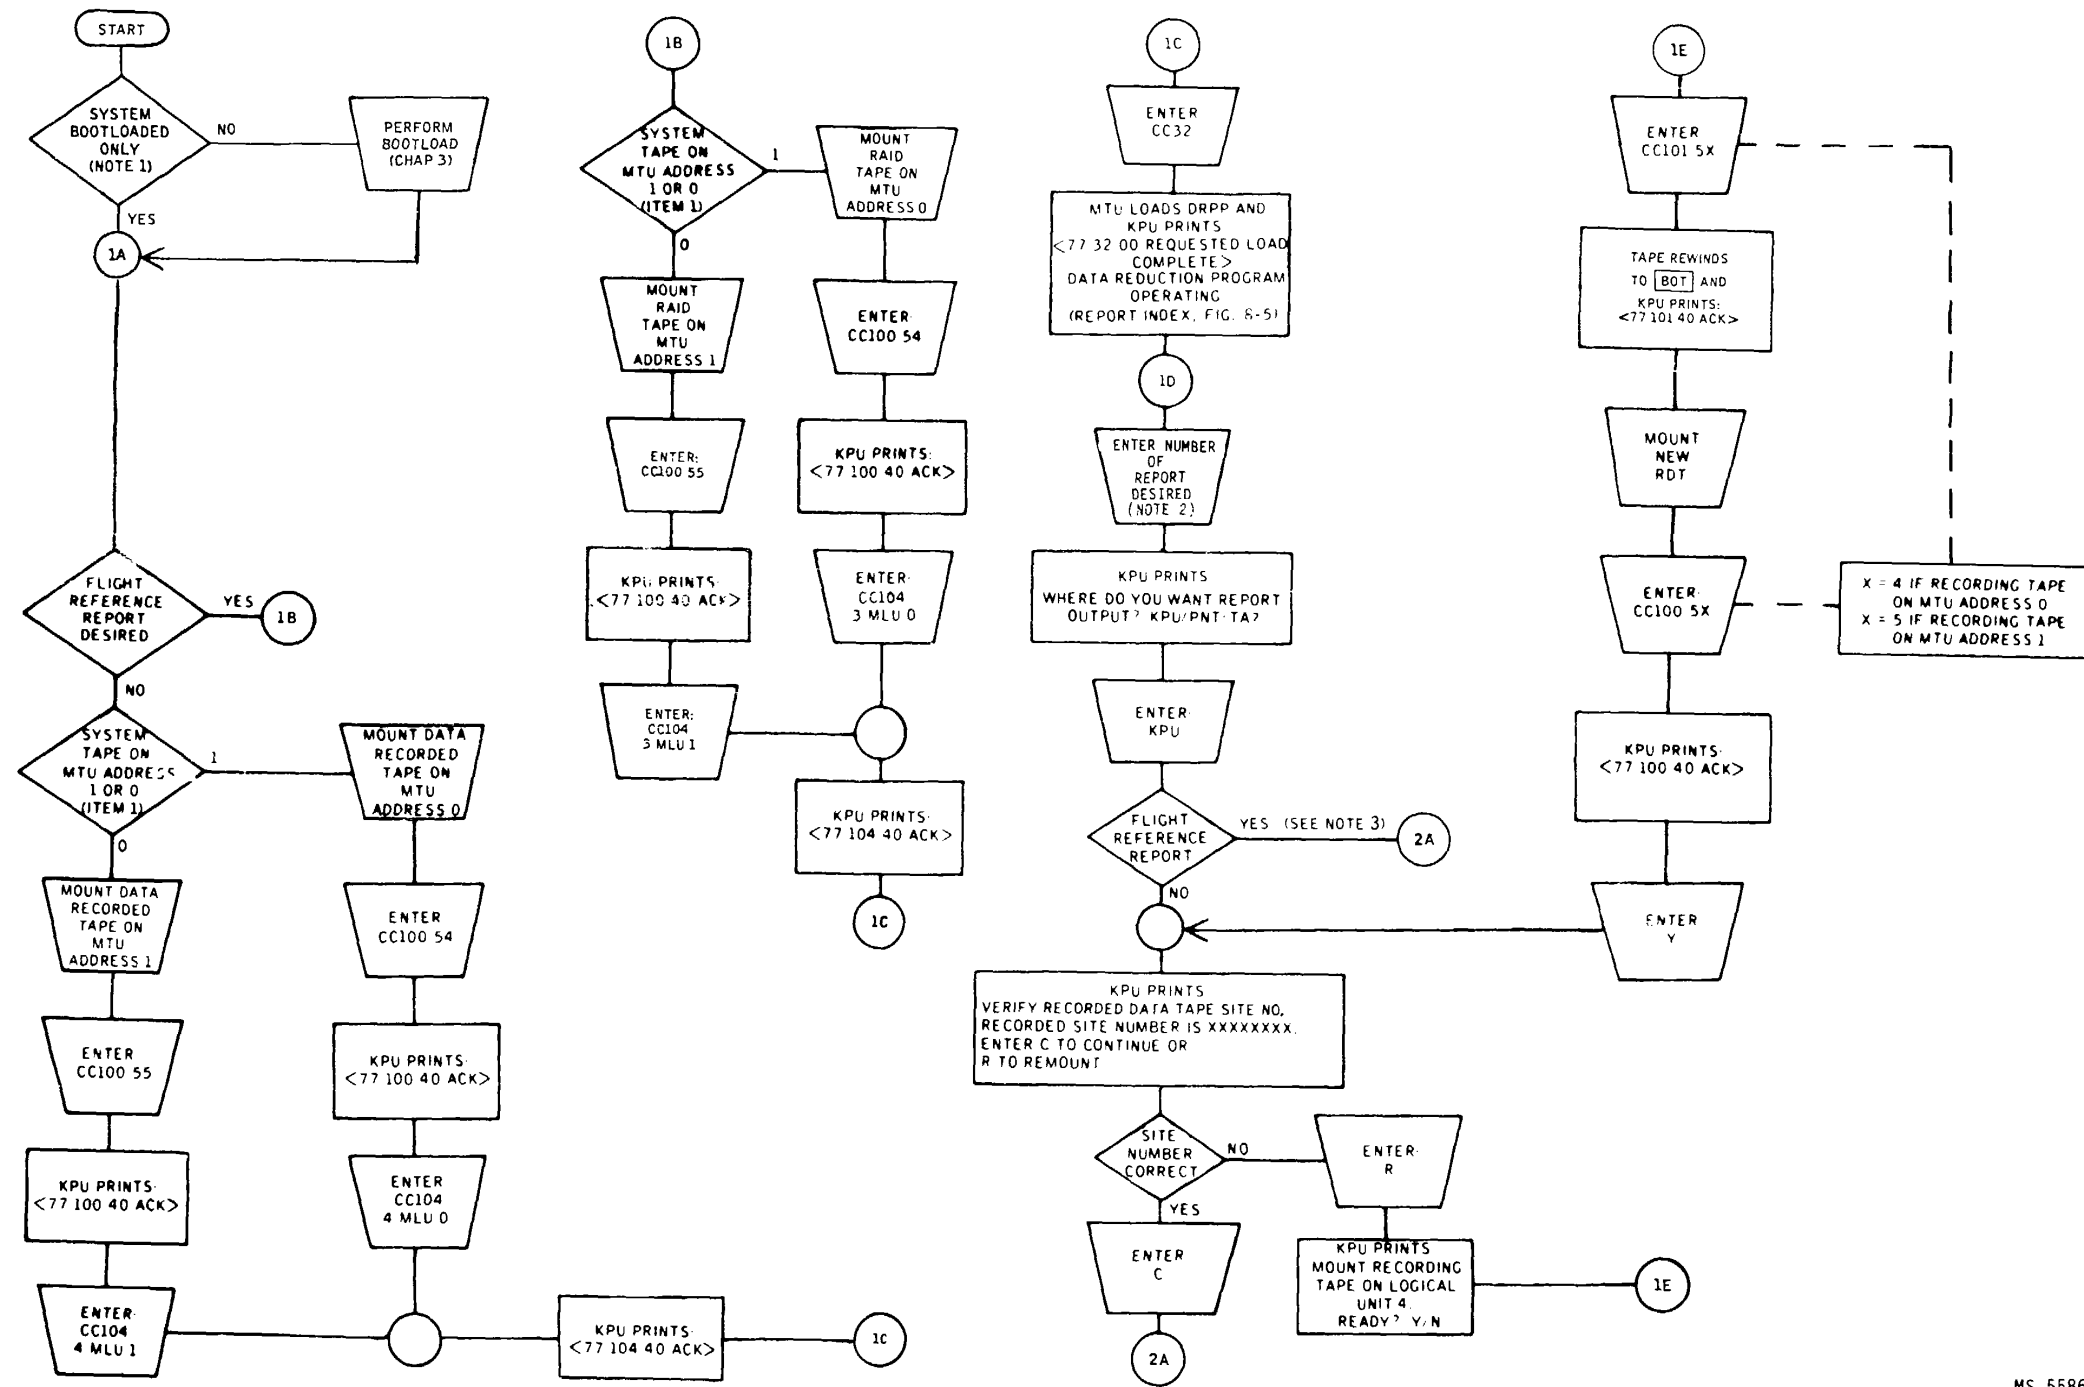 START
SYSTEM
BOOTLOADED
ONLY
(NOTE 1)
NO
PERFORM
BOOTLOAD
(CHAP 3)
YES
1A
FLIGHT
REFERENCE
REPORT
DESIRED
YES
1B
NO
SYSTEM
TAPE ON
MTU ADDRESS
1 OR 0
(ITEM 1)
1
MOUNT DATA
RECORDED
TAPE ON
MTU
ADDRESS 0
0
MOUNT DATA
RECORDED
TAPE ON
MTU
ADDRESS 1
ENTER
CC100 54
ENTER
CC100 55
KPU PRINTS:
<77 100 40 ACK>
KPU PRINTS:
<77 100 40 ACK>
ENTER
CC104
4 MLU 0
ENTER:
CC104
4 MLU 1
KPU PRINTS:
<77 104 40 ACK>
1C
1B
SYSTEM
TAPE ON
MTU ADDRESS
1 OR 0
(ITEM 1)
1
MOUNT
RAID
TAPE ON
MTU
ADDRESS 0
0
MOUNT
RAID
TAPE ON
MTU
ADDRESS 1
ENTER:
CC100 54
ENTER:
CC100 55
KPU PRINTS:
<77 100 40 ACK>
KPU PRINTS:
<77 100 40 ACK>
ENTER:
CC104
3 MLU 0
ENTER:
CC104
3 MLU 1
KPU PRINTS:
<77 104 40 ACK>
1C
1C
ENTER
CC32
MTU LOADS DRPP AND
KPU PRINTS
<77 32 00 REQUESTED LOAD
COMPLETE>
DATA REDUCTION PROGRAM
OPERATING
(REPORT INDEX, FIG. 8-5)
1D
ENTER NUMBER
OF
REPORT
DESIRED
(NOTE 2)
KPU PRINTS
WHERE DO YOU WANT REPORT
OUTPUT? KPU/PNT-TA?
ENTER:
KPU
FLIGHT
REFERENCE
REPORT
YES (SEE NOTE 3)
2A
NO
KPU PRINTS
VERIFY RECORDED DATA TAPE SITE NO,
RECORDED SITE NUMBER IS XXXXXXXX.
ENTER C TO CONTINUE OR
R TO REMOUNT
SITE
NUMBER
CORRECT
NO
ENTER:
R
YES
ENTER
C
KPU PRINTS
MOUNT RECORDING
TAPE ON LOGICAL
UNIT 4.
READY? Y/N
1E
2A
1E
ENTER
CC101 5X
TAPE REWINDS
TO BOT AND
KPU PRINTS:
<77 101 40 ACK>
MOUNT
NEW
RDT
ENTER:
CC100 5X
X = 4 IF RECORDING TAPE
ON MTU ADDRESS 0
X = 5 IF RECORDING TAPE
ON MTU ADDRESS 1
KPU PRINTS:
<77 100 40 ACK>
ENTER
Y